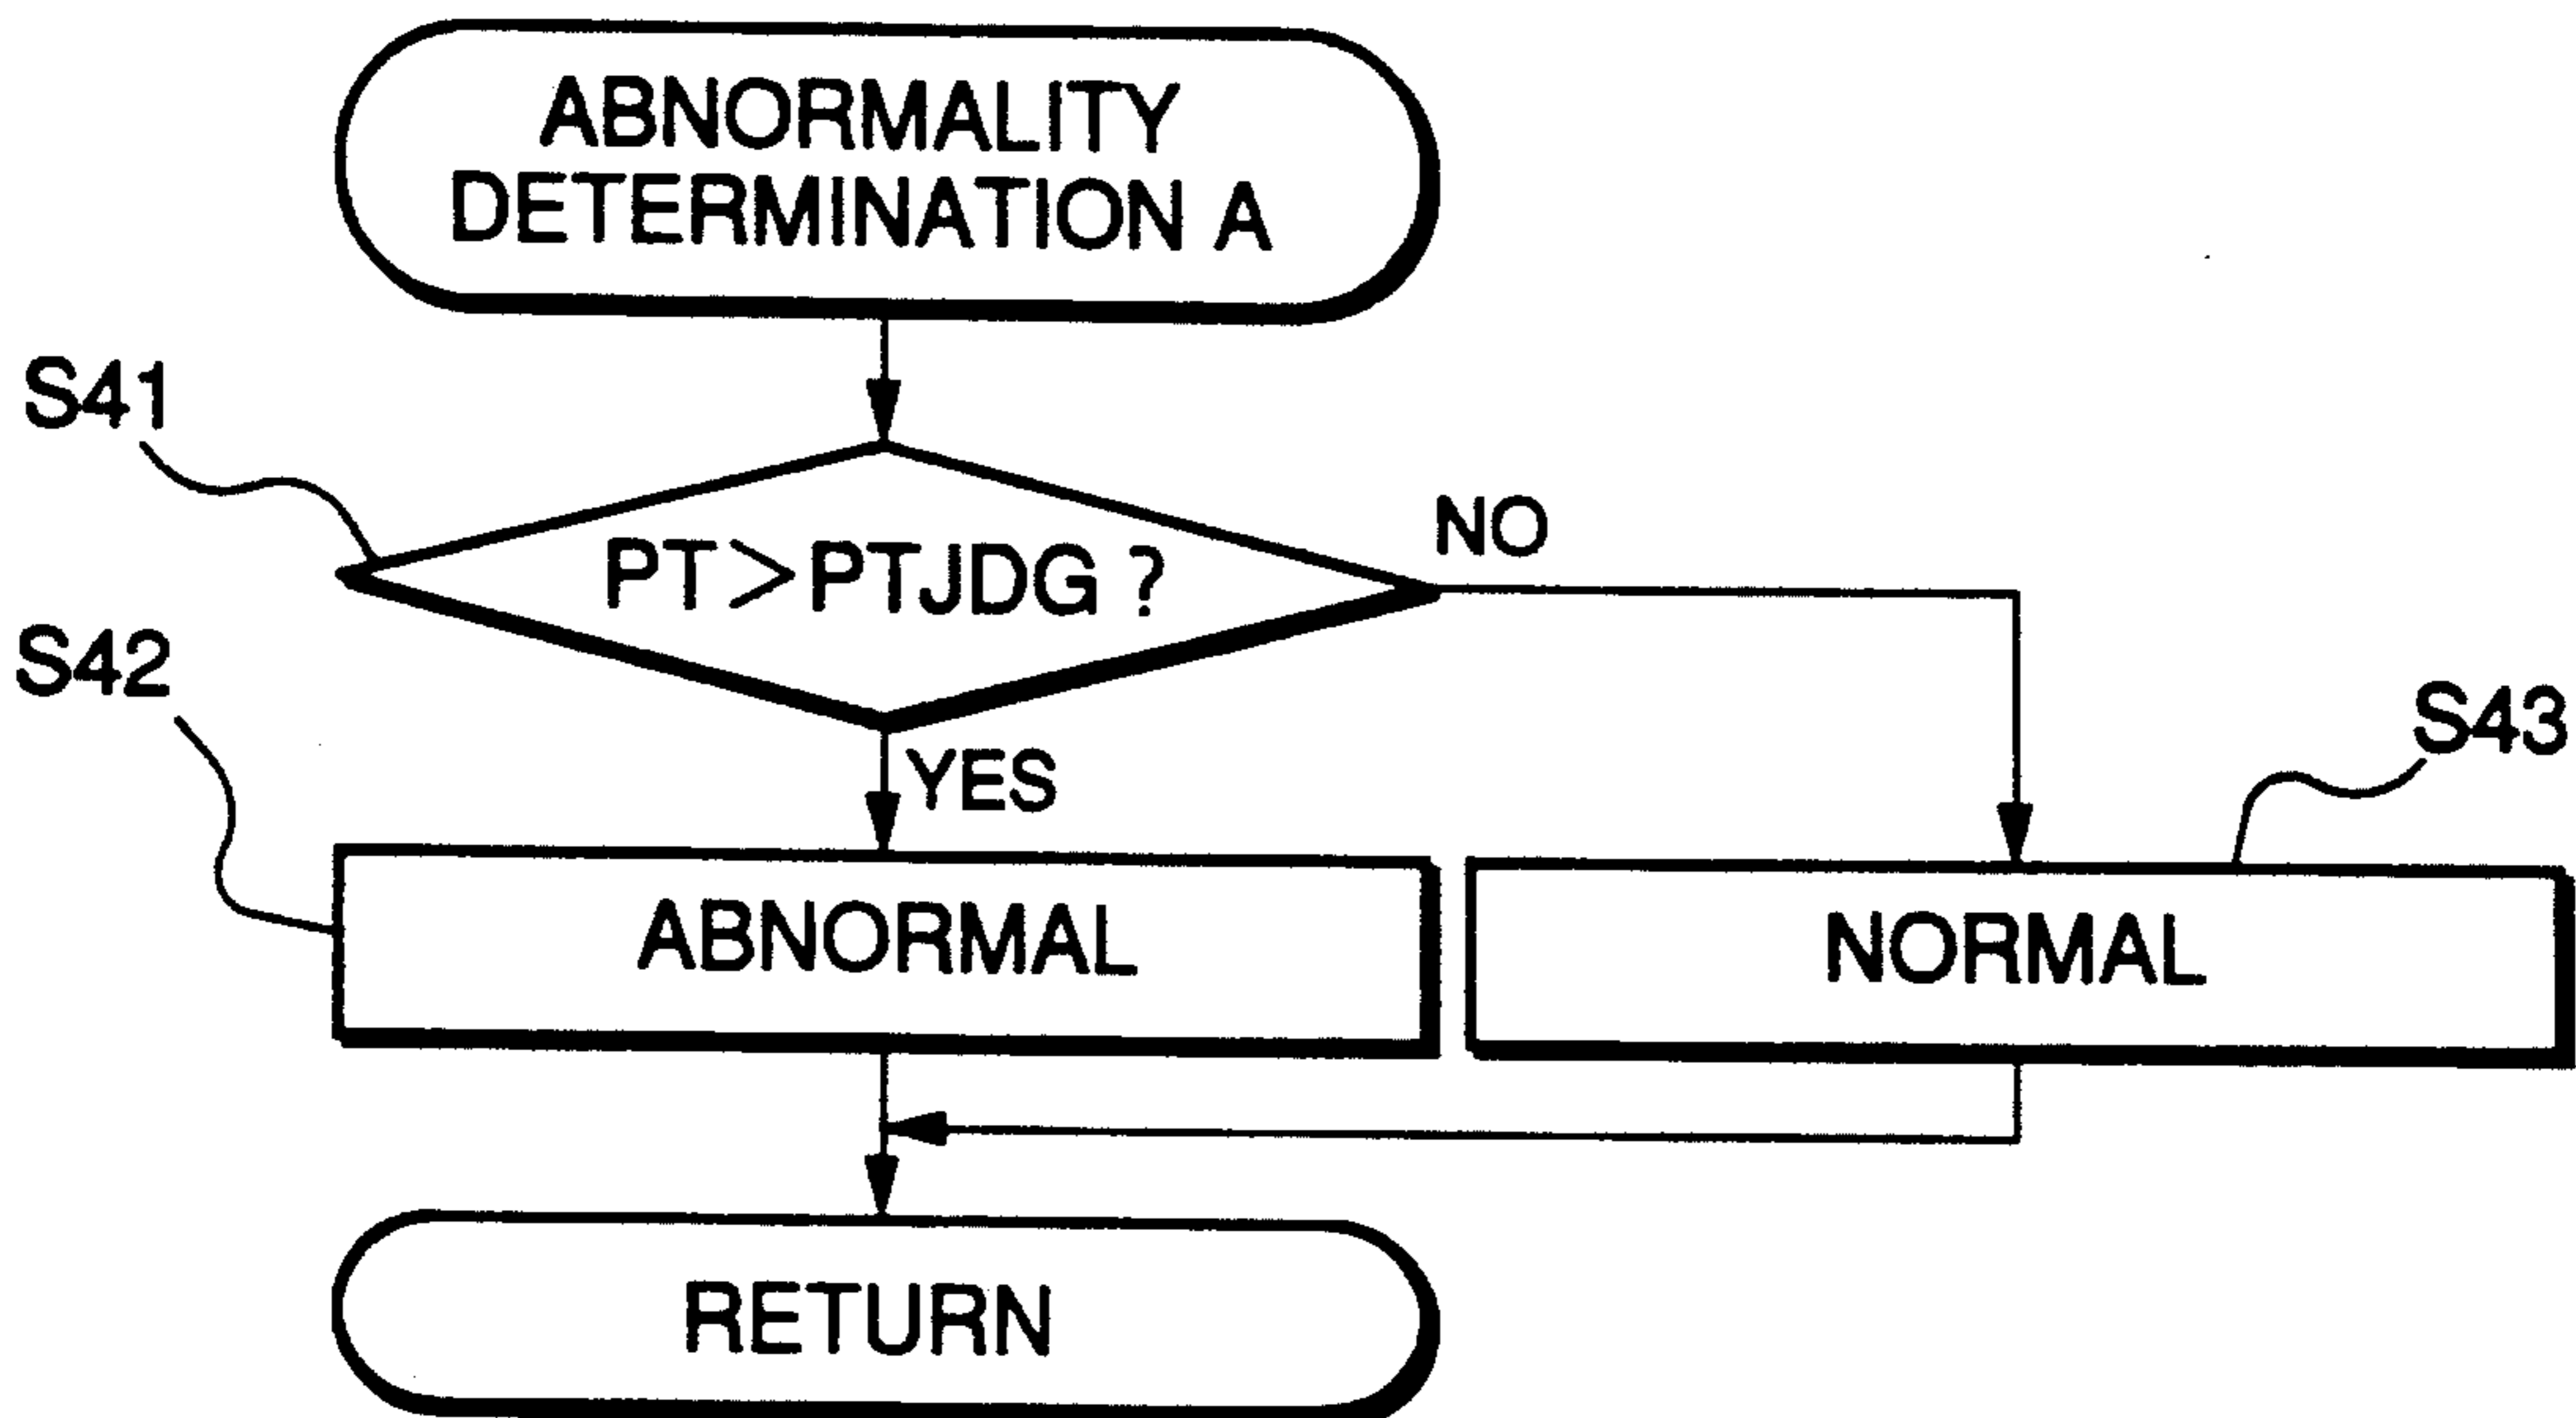 ABNORMALITY
DETERMINATION A
S41
PT>PTJDG ?
NO
S42
YES
S43
ABNORMAL
NORMAL
RETURN